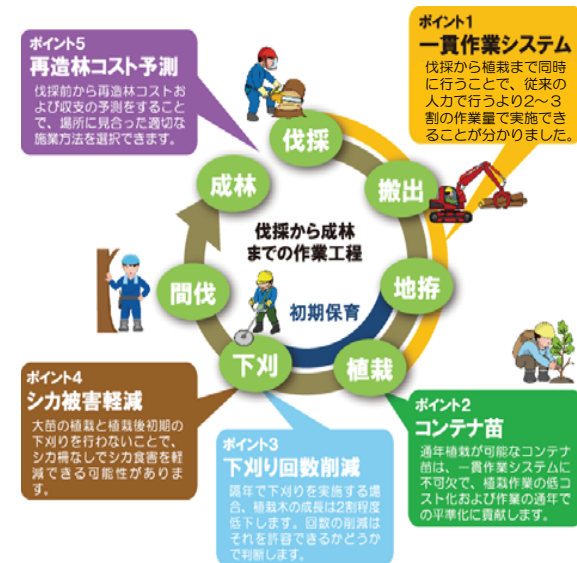 ポイント5
再造林コスト予測
伐採前から再造林コストお
よび収支の予測をすること
で、場所に見合った適切な
施業方法を選択できます。
ポイント1
一貫作業システム
伐採から植栽まで同時
に行うことで、従来の
人力で行うより2〜3
割の作業量で実施でき
ることが分かりました。
伐採
搬出
地拵
植栽
下刈
間伐
成林
伐採から成林
までの作業工程
初期保育
ポイント4
シカ被害軽減
大苗の植栽と植栽後初期の
下刈りを行わないことで、
シカ柵なしでシカ食害を軽
減できる可能性がありま
す。
ポイント3
下刈り回数削減
隔年で下刈りを実施する場
合、植栽木の成長は2割程度
低下します。回数の削減は
それを許容できるかどうか
で判断します。
ポイント2
コンテナ苗
通年植栽が可能なコンテナ
苗は、一貫作業システムに
不可欠で、植栽作業の低コ
スト化および作業の通年で
の平準化に貢献します。